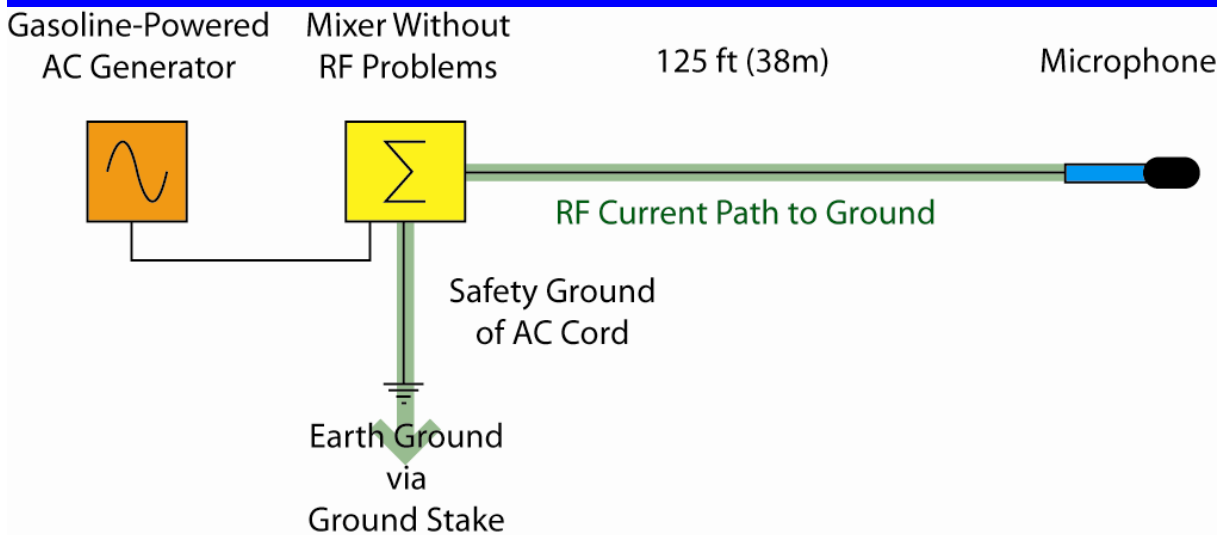 Gasoline-Powered
AC Generator
Mixer Without
RF Problems
125 ft (38m)
Microphone
Σ
RF Current Path to Ground
Safety Ground
of AC Cord
Earth Ground
via
Ground Stake